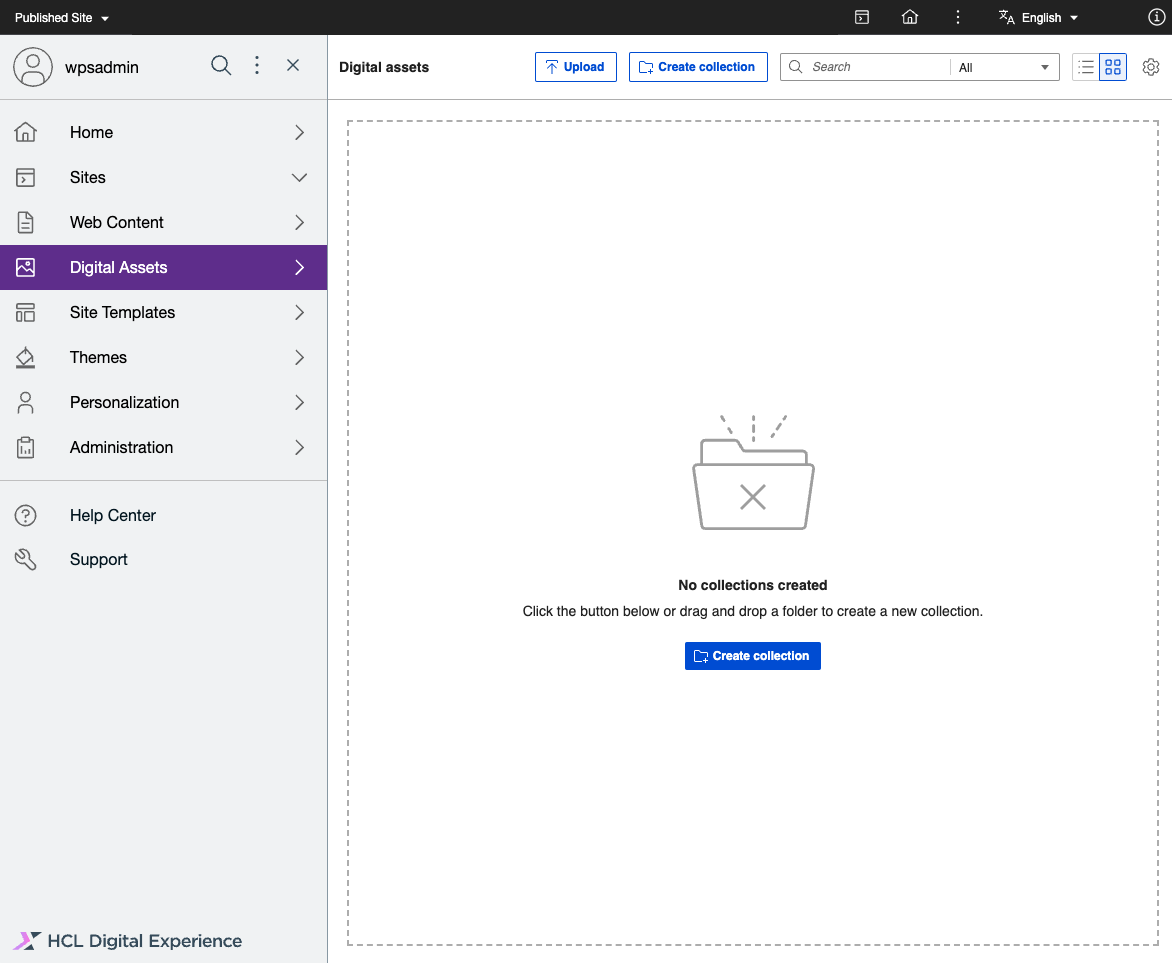 Published Site
English
wpsadmin
Digital assets
Upload
Create collection
Search
All
Home
Sites
Web Content
Digital Assets
Site Templates
Themes
Personalization
Administration
Help Center
Support
No collections created
Click the button below or drag and drop a folder to create a new collection.
Create collection
HCL Digital Experience